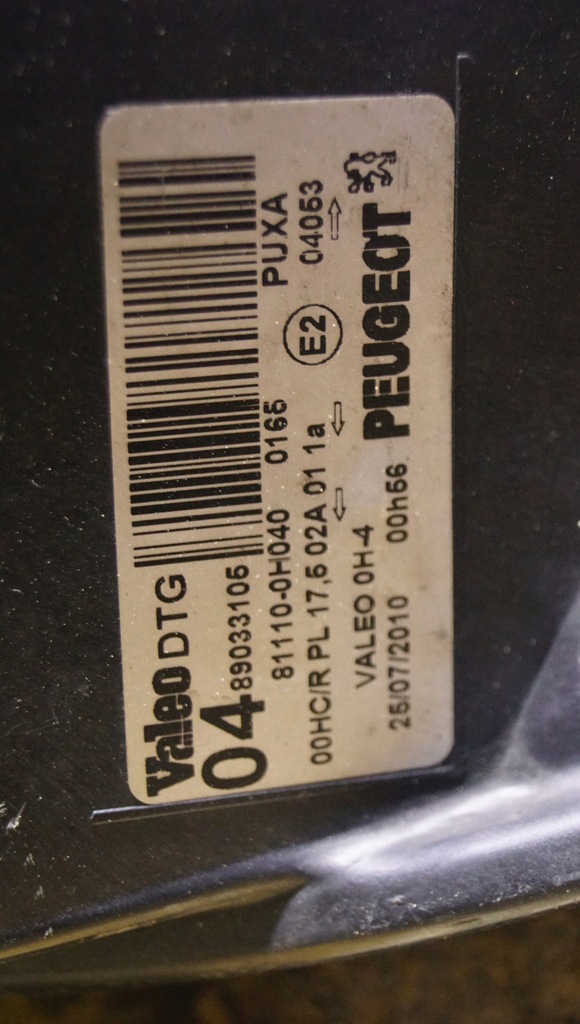 Valeo DTG
04 89033105 PUXA
81110-0H040 0166 04053
00HC/R PL 17,5 02A 01 1a E2
VALEO 0H-4
25/07/2010 00h56 PEUGEOT